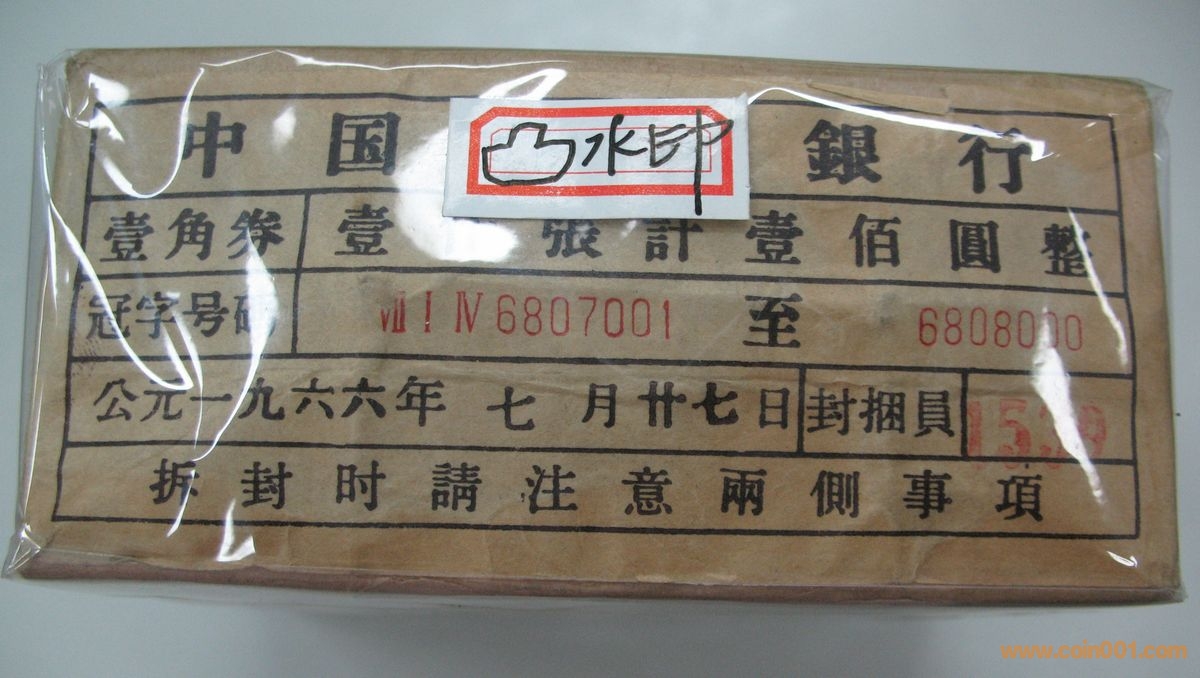 凸水印
中国 銀行
壹角券 壹 張計壹佰圓整
冠字号码 Ⅷ Ⅰ Ⅳ 6807001 至 6808000
公元一九六六年 七月廿七日 封捆員
拆封时請注意兩側事項
www.coin001.com